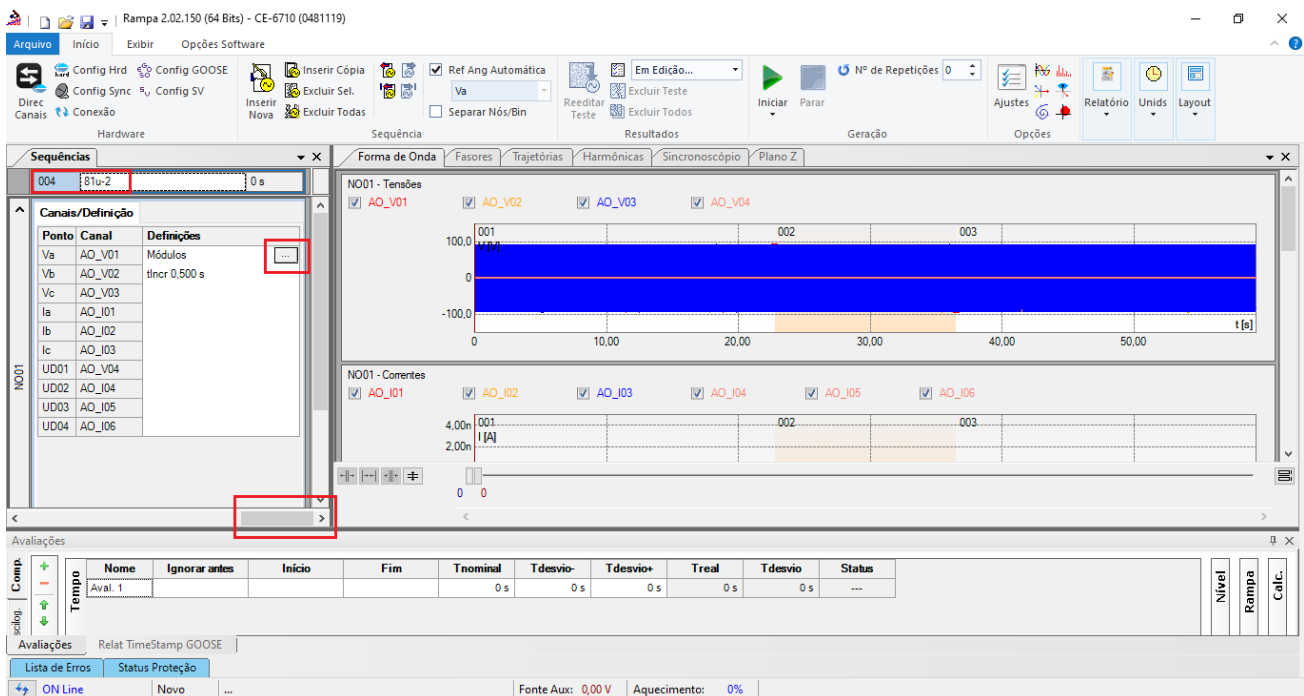 Rampa 2.02.150 (64 Bits) - CE-6710 (0481119)
Arquivo Início Exibir Opções Software
Direc Canais
Config Hrd Config GOOSE
Config Sync Config SV
Conexão
Hardware
Inserir Nova
Inserir Cópia
Excluir Sel.
Excluir Todas
Ref Ang Automática
Va
Separar Nós/Bin
Sequência
Reeditar Teste
Em Edição...
Excluir Teste
Excluir Todos
Resultados
Iniciar Parar
Nº de Repetições 0
Geração
Ajustes
Opções
Relatório Unids Layout
Sequências
004 81u-2 0 s
Canais/Definição
Ponto Canal Definições
Va AO_V01 Módulos ...
Vb AO_V02 tIncr 0,500 s
Vc AO_V03
Ia AO_I01
Ib AO_I02
Ic AO_I03
UD01 AO_V04
UD02 AO_I04
UD03 AO_I05
UD04 AO_I06
NO01
Forma de Onda Fasores Trajetórias Harmônicas Sincronoscópio Plano Z
NO01 - Tensões
AO_V01 AO_V02 AO_V03 AO_V04
001 002 003
V [V]
100,0
0
-100,0
t [s]
0 10,00 20,00 30,00 40,00 50,00
NO01 - Correntes
AO_I01 AO_I02 AO_I03 AO_I04 AO_I05 AO_I06
4,00n 001 002 003
I [A]
2,00n
0 0
Avaliações
Comp.
Tempo
Nome Ignorar antes Início Fim Tnominal Tdesvio- Tdesvio+ Treal Tdesvio Status
Aval. 1 0 s 0 s 0 s 0 s 0 s ---
Nível
Rampa
Calc.
Avaliações Relat TimeStamp GOOSE
Lista de Erros Status Proteção
ON Line Novo ... Fonte Aux: 0,00 V Aquecimento: 0%